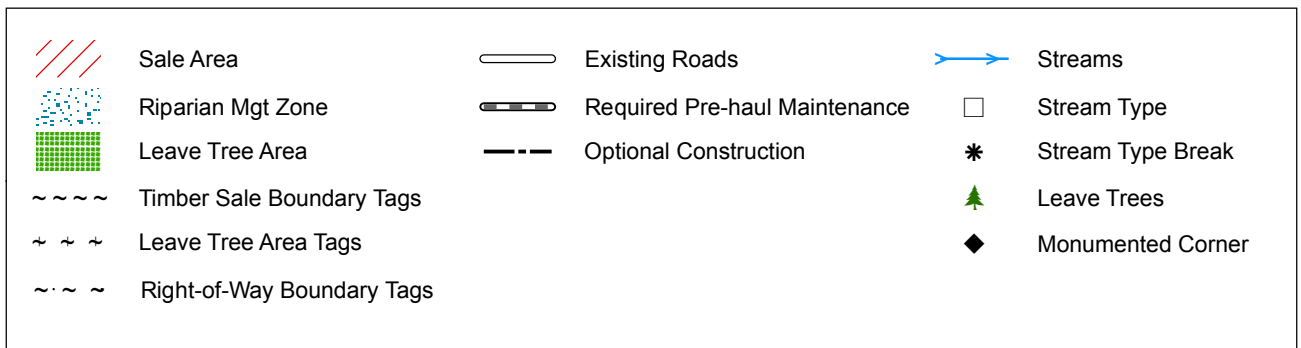 Sale Area
Riparian Mgt Zone
Leave Tree Area
Timber Sale Boundary Tags
Leave Tree Area Tags
Right-of-Way Boundary Tags
Existing Roads
Required Pre-haul Maintenance
Optional Construction
Streams
Stream Type
Stream Type Break
Leave Trees
Monumented Corner